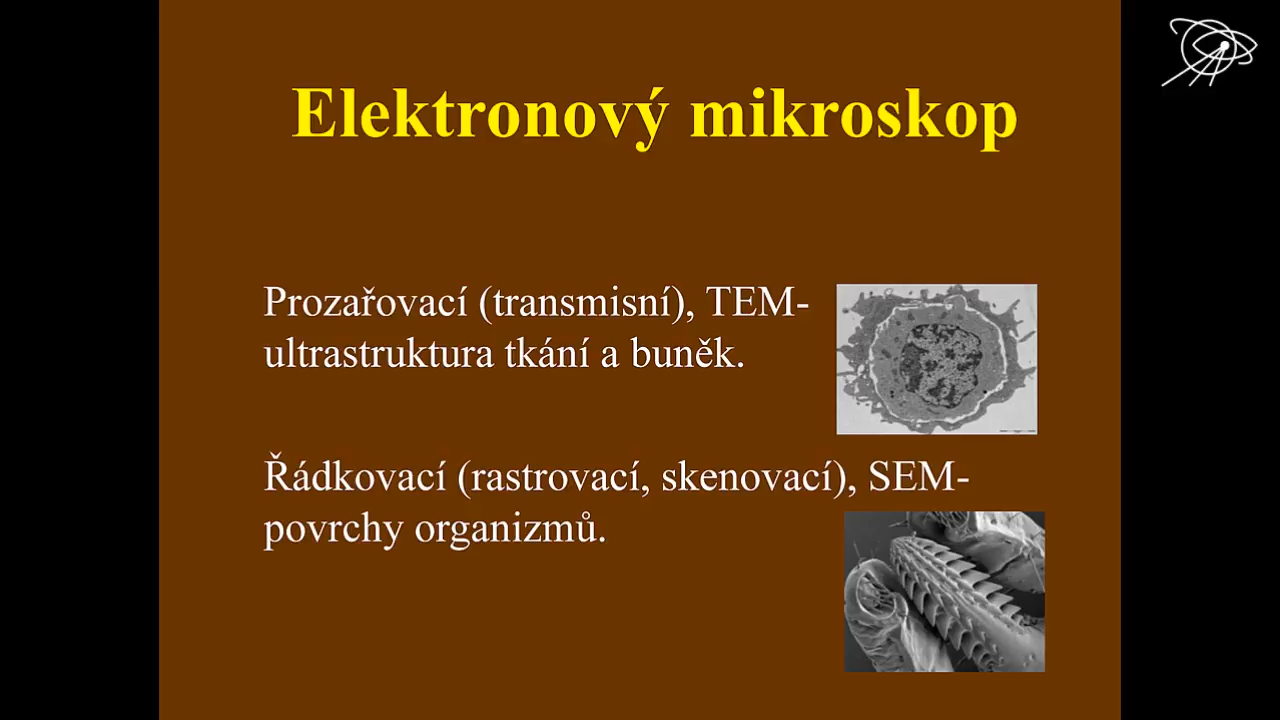 Elektronový mikroskop
Prozařovací (transmisní), TEM-
ultrastruktura tkání a buněk.
Řádkovací (rastrovací, skenovací), SEM-
povrchy organizmů.